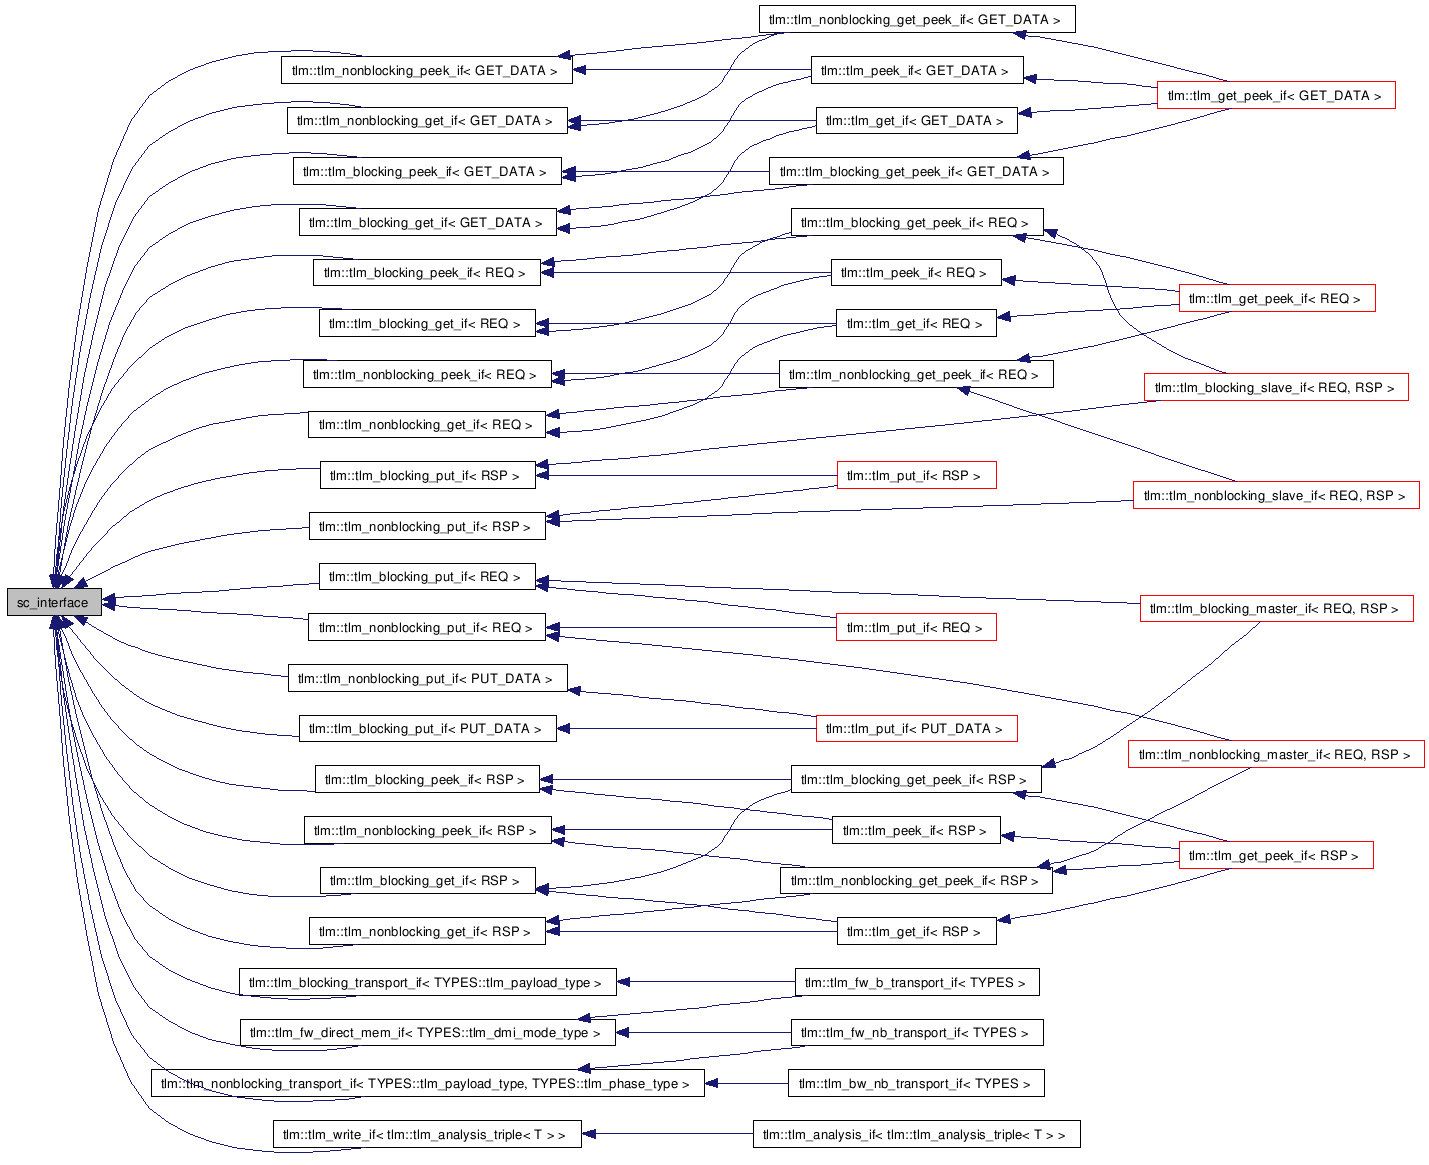 tlm::tlm_nonblocking_get_peek_if< GET_DATA >
tlm::tlm_nonblocking_peek_if< GET_DATA >
tlm::tlm_peek_if< GET_DATA >
tlm::tlm_get_peek_if< GET_DATA >
tlm::tlm_nonblocking_get_if< GET_DATA >
tlm::tlm_get_if< GET_DATA >
tlm::tlm_blocking_peek_if< GET_DATA >
tlm::tlm_blocking_get_peek_if< GET_DATA >
tlm::tlm_blocking_get_if< GET_DATA >
tlm::tlm_blocking_get_peek_if< REQ >
tlm::tlm_blocking_peek_if< REQ >
tlm::tlm_peek_if< REQ >
tlm::tlm_get_peek_if< REQ >
tlm::tlm_blocking_get_if< REQ >
tlm::tlm_get_if< REQ >
tlm::tlm_nonblocking_peek_if< REQ >
tlm::tlm_nonblocking_get_peek_if< REQ >
tlm::tlm_blocking_slave_if< REQ, RSP >
tlm::tlm_nonblocking_get_if< REQ >
tlm::tlm_blocking_put_if< RSP >
tlm::tlm_put_if< RSP >
tlm::tlm_nonblocking_slave_if< REQ, RSP >
tlm::tlm_nonblocking_put_if< RSP >
tlm::tlm_blocking_put_if< REQ >
sc_interface
tlm::tlm_blocking_master_if< REQ, RSP >
tlm::tlm_nonblocking_put_if< REQ >
tlm::tlm_put_if< REQ >
tlm::tlm_nonblocking_put_if< PUT_DATA >
tlm::tlm_blocking_put_if< PUT_DATA >
tlm::tlm_put_if< PUT_DATA >
tlm::tlm_nonblocking_master_if< REQ, RSP >
tlm::tlm_blocking_peek_if< RSP >
tlm::tlm_blocking_get_peek_if< RSP >
tlm::tlm_nonblocking_peek_if< RSP >
tlm::tlm_peek_if< RSP >
tlm::tlm_get_peek_if< RSP >
tlm::tlm_blocking_get_if< RSP >
tlm::tlm_nonblocking_get_peek_if< RSP >
tlm::tlm_nonblocking_get_if< RSP >
tlm::tlm_get_if< RSP >
tlm::tlm_blocking_transport_if< TYPES::tlm_payload_type >
tlm::tlm_fw_b_transport_if< TYPES >
tlm::tlm_fw_direct_mem_if< TYPES::tlm_dmi_mode_type >
tlm::tlm_fw_nb_transport_if< TYPES >
tlm::tlm_nonblocking_transport_if< TYPES::tlm_payload_type, TYPES::tlm_phase_type >
tlm::tlm_bw_nb_transport_if< TYPES >
tlm::tlm_write_if< tlm::tlm_analysis_triple< T > >
tlm::tlm_analysis_if< tlm::tlm_analysis_triple< T > >